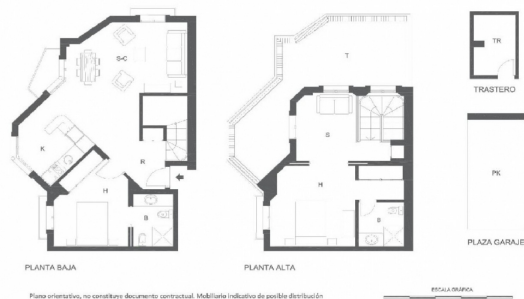 S-C
K
R
H
B
PLANTA BAJA
T
S
H
B
PLANTA ALTA
TR
TRASTERO
PK
PLAZA GARAJE
Plano orientativo, no constituye documento contractual. Mobiliario indicativo de posible distribución
ESCALA GRÁFICA